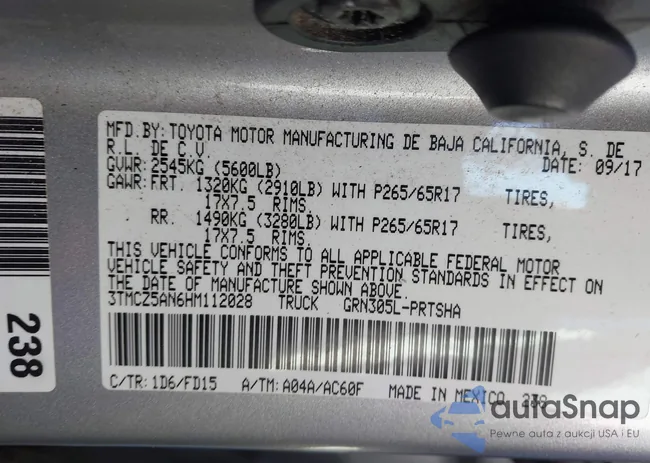 MFD.BY: TOYOTA MOTOR MANUFACTURING DE BAJA CALIFORNIA, S. DE
R.L. DE C.V.
DATE: 09/17
GVWR: 2545KG (5600LB)
GAWR: FRT. 1320KG (2910LB) WITH P265/65R17 TIRES,
17X7.5 RIMS.
RR. 1490KG (3280LB) WITH P265/65R17 TIRES,
17X7.5 RIMS.
THIS VEHICLE CONFORMS TO ALL APPLICABLE FEDERAL MOTOR
VEHICLE SAFETY AND THEFT PREVENTION STANDARDS IN EFFECT ON
THE DATE OF MANUFACTURE SHOWN ABOVE.
3TMCZ5AN6HM112028 TRUCK GRN305L-PRTSHA
C/TR: 1D6/FD15 A/TM: A04A/AC60F MADE IN MEXICO 238
238
autoSnap
Pewne auta z aukcji USA i EU